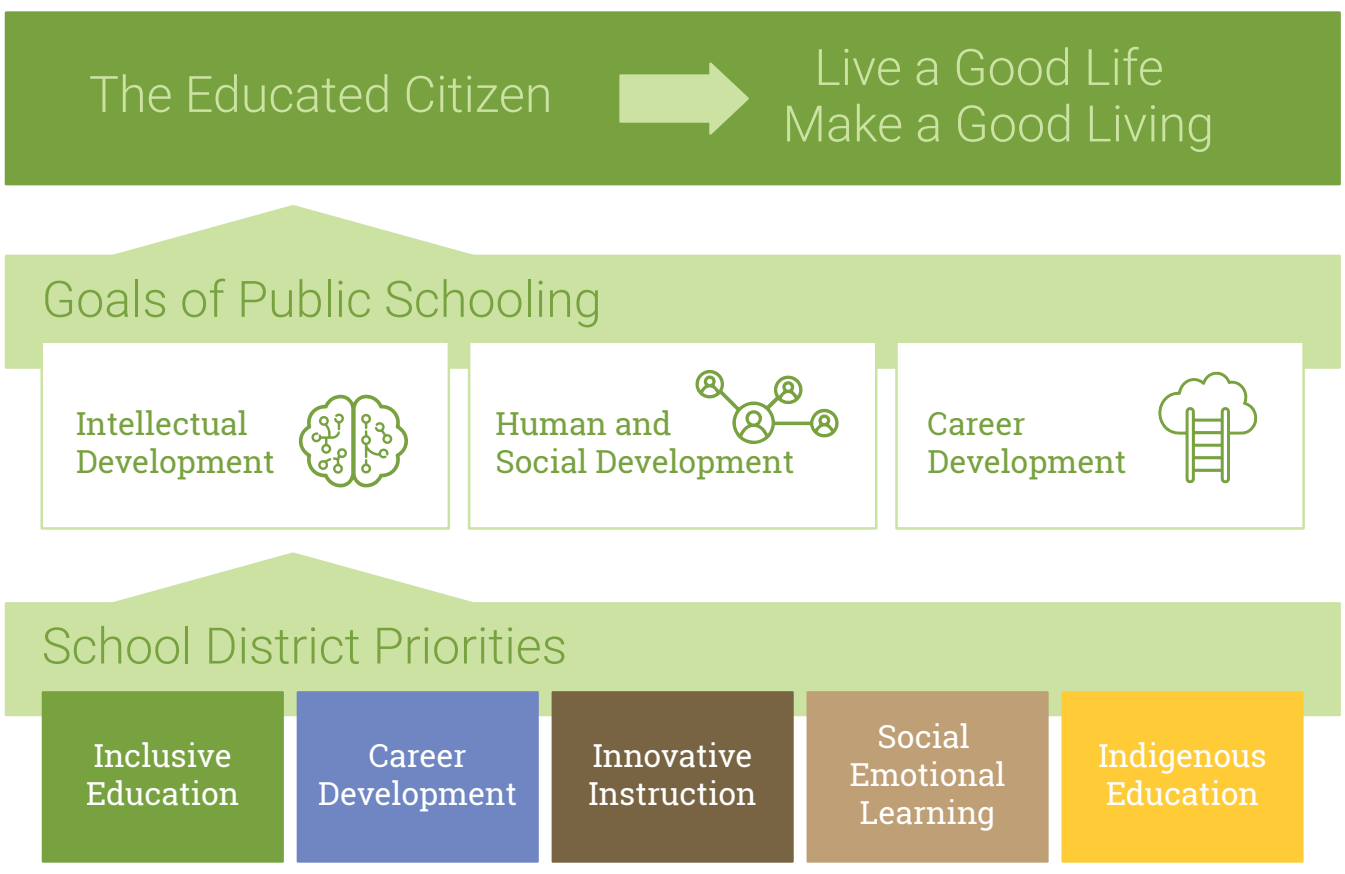 The Educated Citizen
Live a Good Life
Make a Good Living
Goals of Public Schooling
Intellectual
Development
Human and
Social Development
Career
Development
School District Priorities
Inclusive
Education
Career
Development
Innovative
Instruction
Social
Emotional
Learning
Indigenous
Education